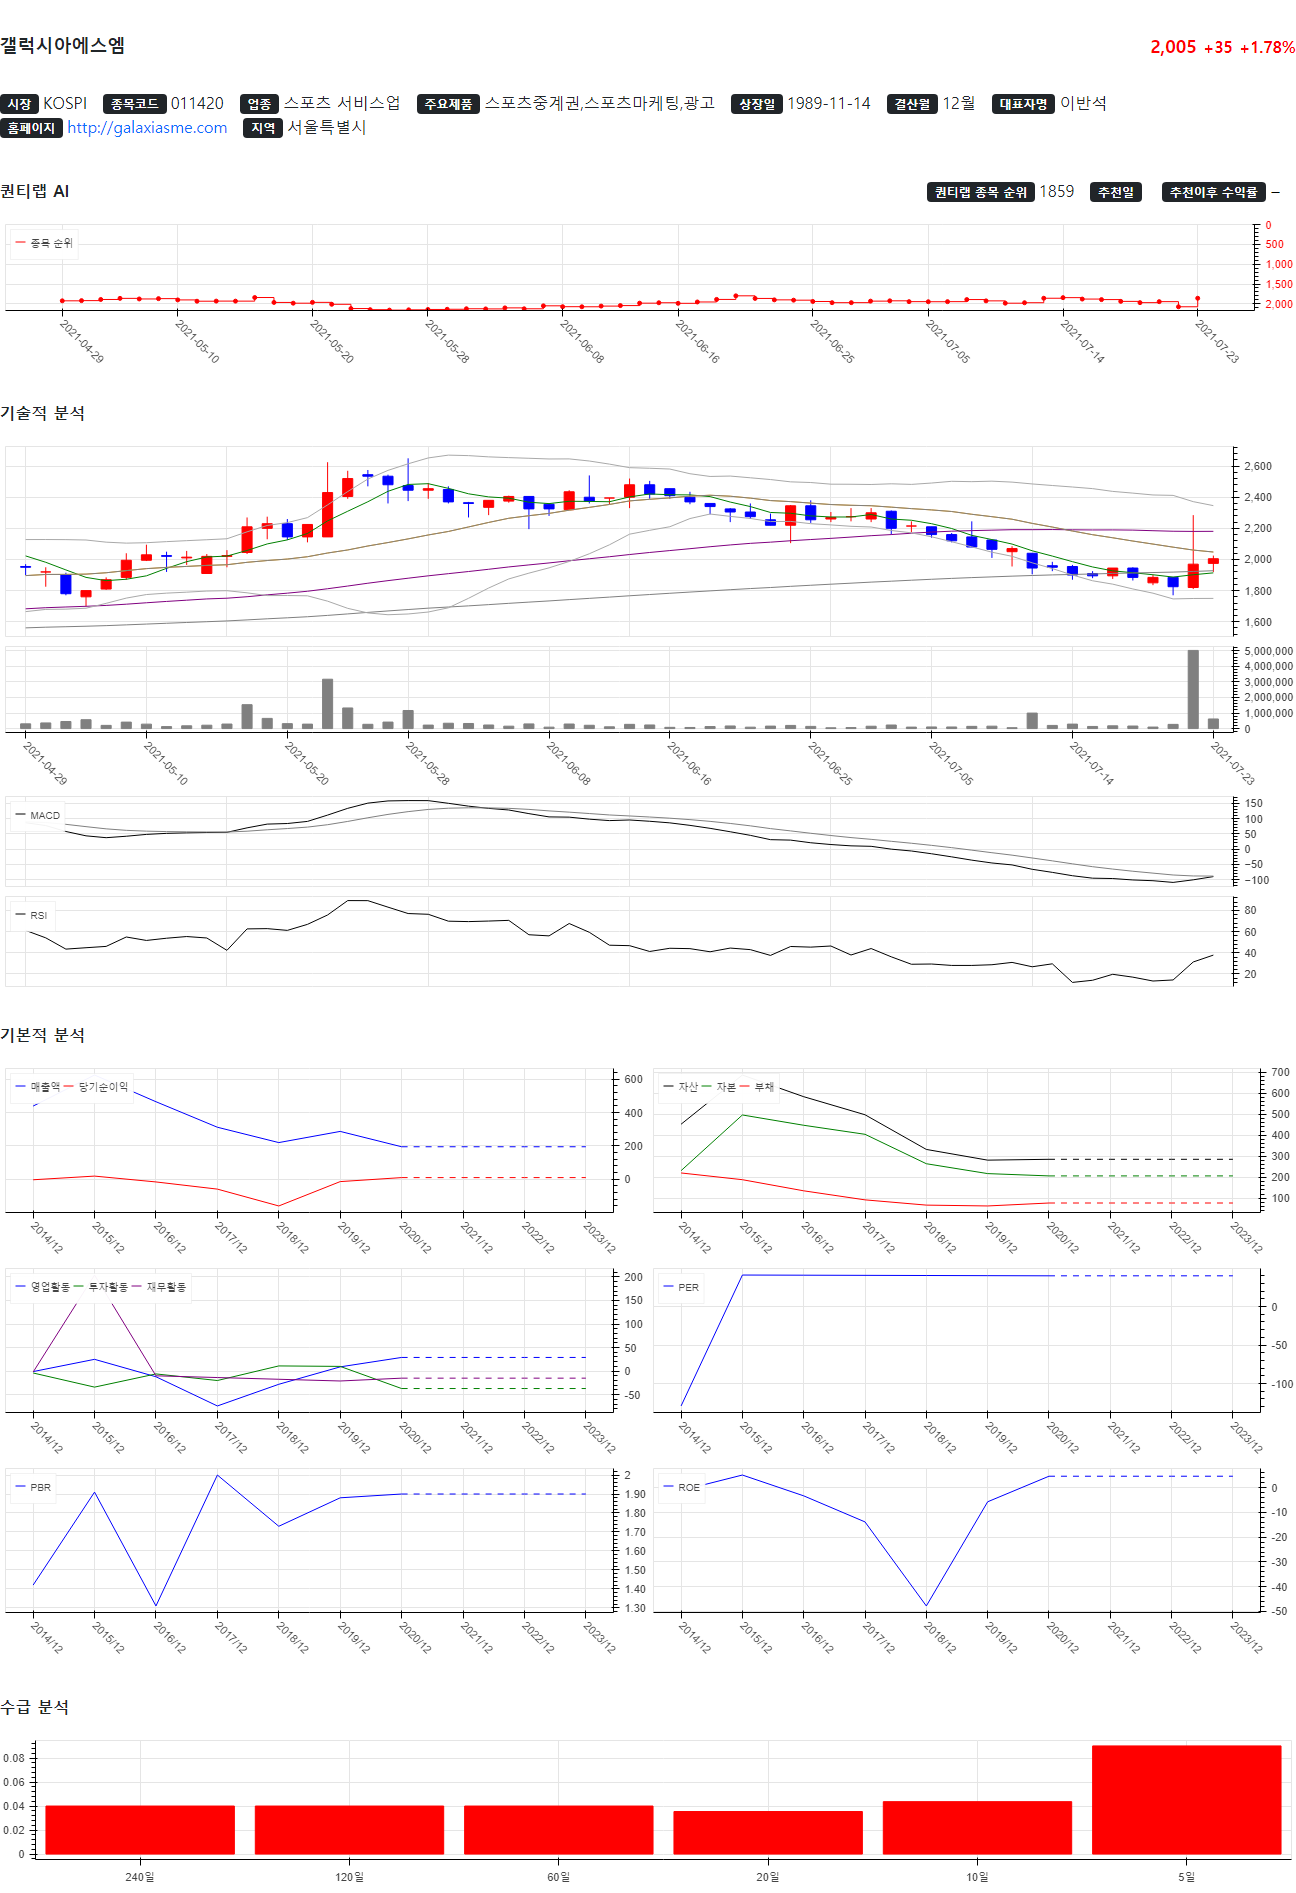 갤럭시아에스엠
2,005 +35 +1.78%
시장 KOSPI 종목코드 011420 업종 스포츠 서비스업 주요제품 스포츠중계권,스포츠마케팅,광고 상장일 1989-11-14 결산월 12월 대표자명 이반석
홈페이지 http://galaxiasme.com 지역 서울특별시
퀀티랩 AI
퀀티랩 종목 순위 1859 추천일 추천이후 수익률 –
종목 순위
0
500
1,000
1,500
2,000
2021-04-29 2021-05-10 2021-05-20 2021-05-28 2021-06-08 2021-06-16 2021-06-25 2021-07-05 2021-07-14 2021-07-23
기술적 분석
2,600
2,400
2,200
2,000
1,800
1,600
5,000,000
4,000,000
3,000,000
2,000,000
1,000,000
0
2021-04-29 2021-05-10 2021-05-20 2021-05-28 2021-06-08 2021-06-16 2021-06-25 2021-07-05 2021-07-14 2021-07-23
MACD
150
100
50
0
−50
−100
RSI
80
60
40
20
기본적 분석
매출액 당기순이익
600
400
200
0
2014/12 2015/12 2016/12 2017/12 2018/12 2019/12 2020/12 2021/12 2022/12 2023/12
자산 자본 부채
700
600
500
400
300
200
100
2014/12 2015/12 2016/12 2017/12 2018/12 2019/12 2020/12 2021/12 2022/12 2023/12
영업활동 투자활동 재무활동
200
150
100
50
0
-50
2014/12 2015/12 2016/12 2017/12 2018/12 2019/12 2020/12 2021/12 2022/12 2023/12
PER
0
-50
-100
2014/12 2015/12 2016/12 2017/12 2018/12 2019/12 2020/12 2021/12 2022/12 2023/12
PBR
2
1.90
1.80
1.70
1.60
1.50
1.40
1.30
2014/12 2015/12 2016/12 2017/12 2018/12 2019/12 2020/12 2021/12 2022/12 2023/12
ROE
0
-10
-20
-30
-40
-50
2014/12 2015/12 2016/12 2017/12 2018/12 2019/12 2020/12 2021/12 2022/12 2023/12
수급 분석
0.08
0.06
0.04
0.02
0
240일 120일 60일 20일 10일 5일